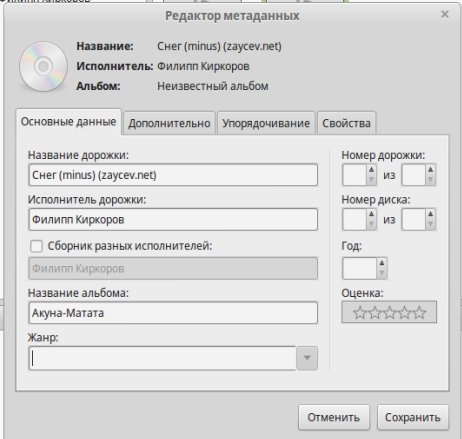 Филипп Киркоров
Редактор метаданных
×
Название: Снег (minus) (zaycev.net)
Исполнитель: Филипп Киркоров
Альбом: Неизвестный альбом
Основные данные Дополнительно Упорядочивание Свойства
Название дорожки: Номер дорожки:
Снег (minus) (zaycev.net) из
Исполнитель дорожки: Номер диска:
Филипп Киркоров из
Сборник разных исполнителей: Год:
Филипп Киркоров
Название альбома: Оценка:
Акуна-Матата
Жанр:
Отменить Сохранить